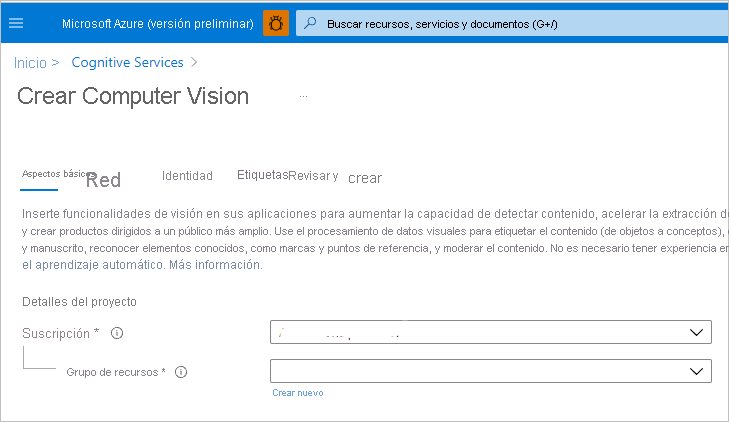 Microsoft Azure (versión preliminar) Buscar recursos, servicios y documentos (G+/)
Inicio > Cognitive Services >
Crear Computer Vision ...
Aspectos básicos Red Identidad Etiquetas Revisar y crear
Inserte funcionalidades de visión en sus aplicaciones para aumentar la capacidad de detectar contenido, acelerar la extracción de
y crear productos dirigidos a un público más amplio. Use el procesamiento de datos visuales para etiquetar el contenido (de objetos a conceptos),
y manuscrito, reconocer elementos conocidos, como marcas y puntos de referencia, y moderar el contenido. No es necesario tener experiencia en
el aprendizaje automático. Más información.
Detalles del proyecto
Suscripción *
Grupo de recursos *
Crear nuevo